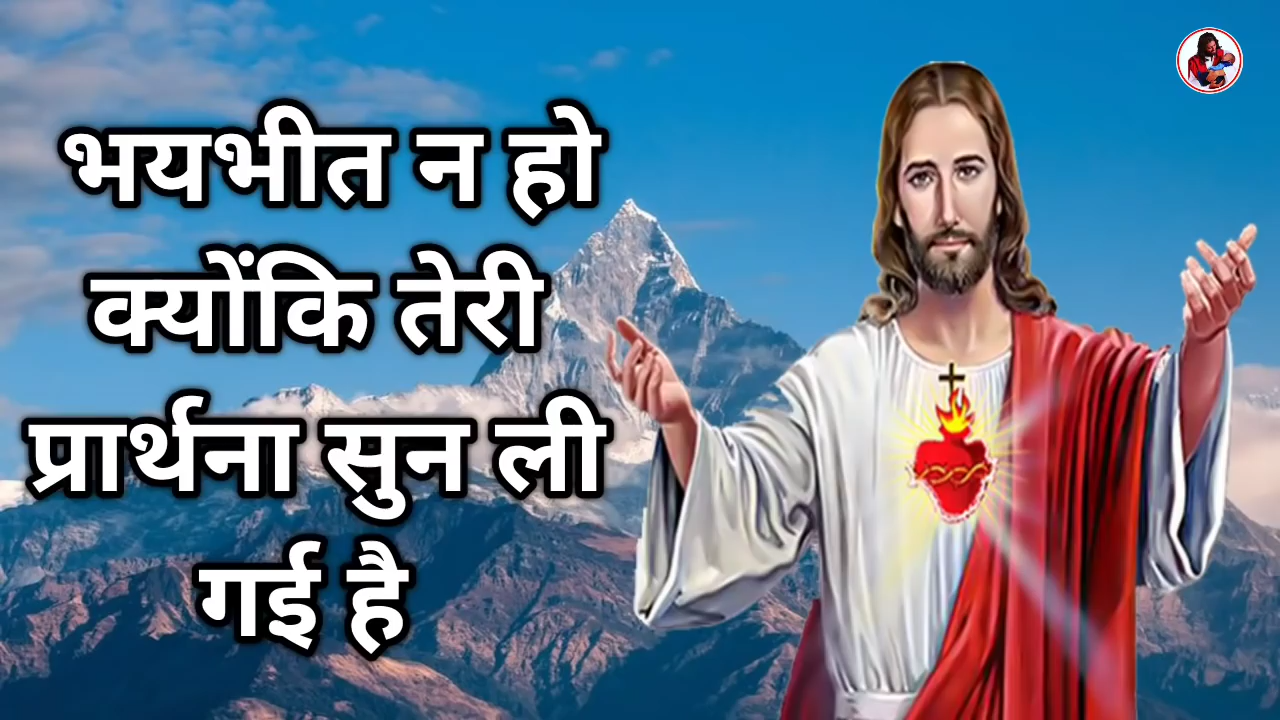 भयभीत न हो
क्योंकि तेरी
प्रार्थना सुन ली
गई है